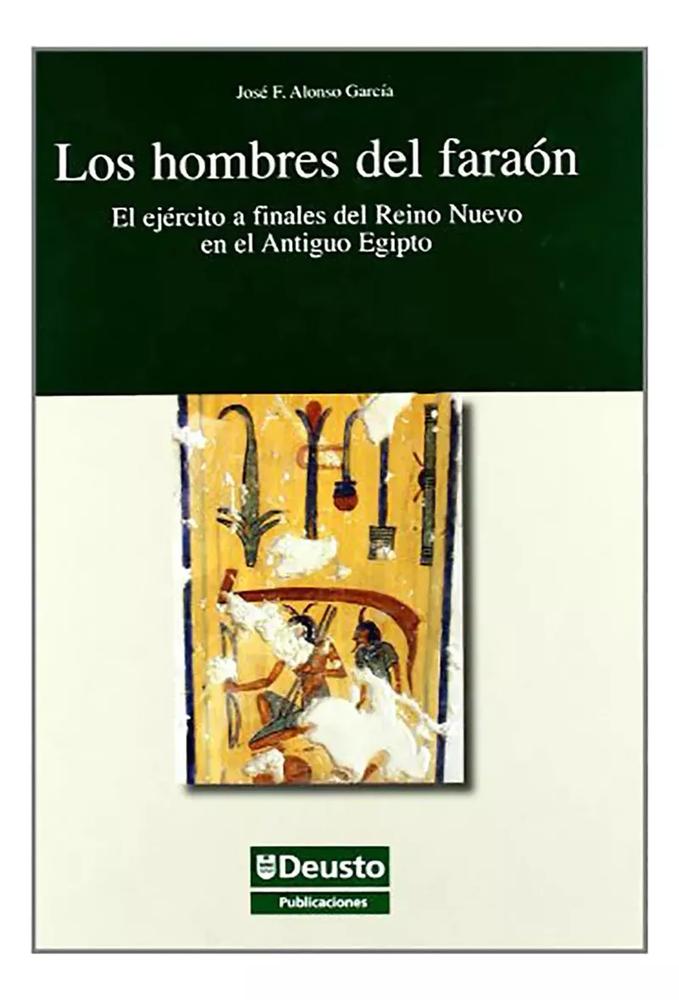 José F. Alonso García
Los hombres del faraón
El ejército a finales del Reino Nuevo
en el Antiguo Egipto
Deusto
Publicaciones